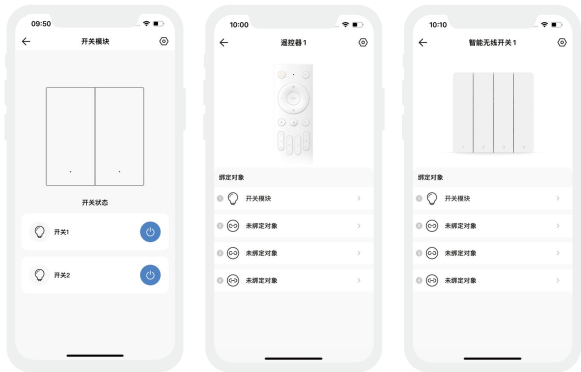 09:50
开关模块
开关状态
开关1
开关2
10:00
遥控器1
绑定对象
开关模块
未绑定对象
未绑定对象
未绑定对象
10:10
智能无线开关1
绑定对象
开关模块
未绑定对象
未绑定对象
未绑定对象